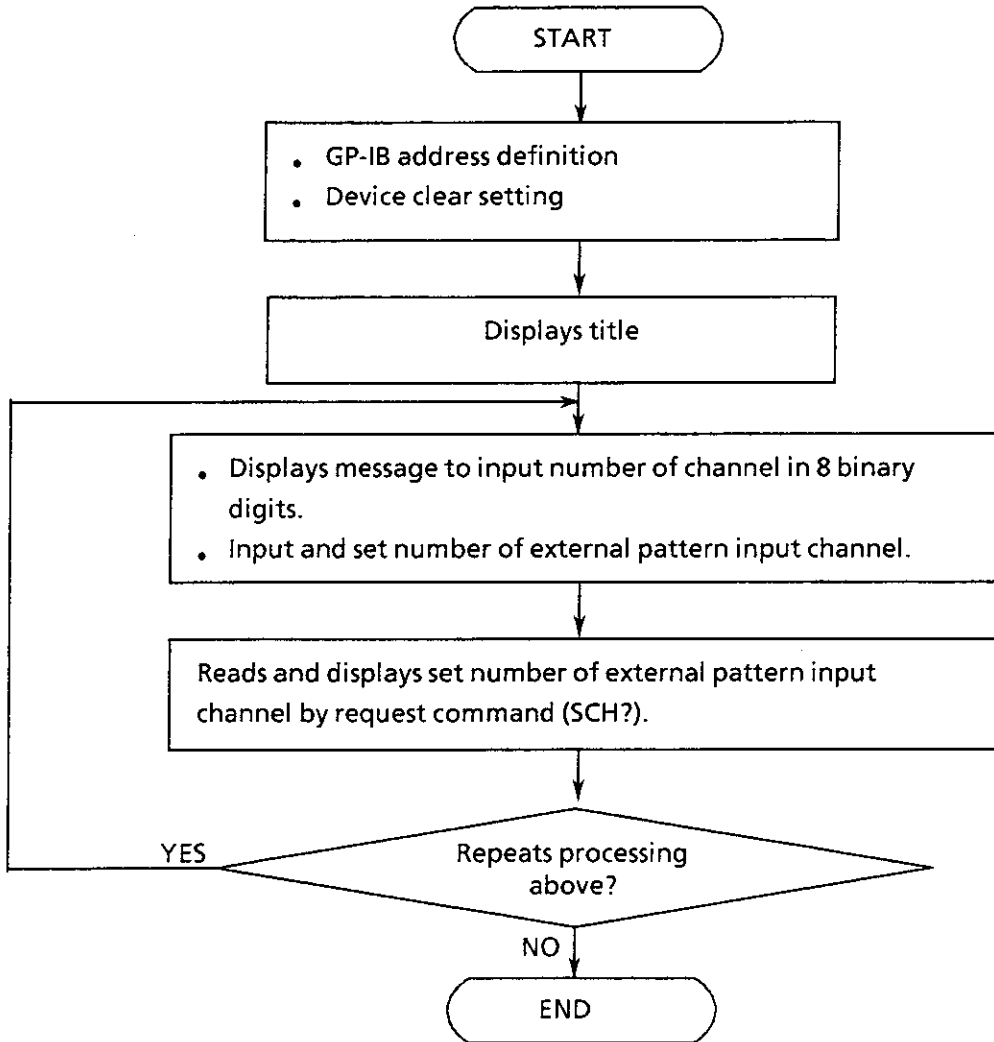 START
• GP-IB address definition
• Device clear setting
Displays title
• Displays message to input number of channel in 8 binary
digits.
• Input and set number of external pattern input channel.
Reads and displays set number of external pattern input
channel by request command (SCH?).
YES
Repeats processing
above?
NO
END